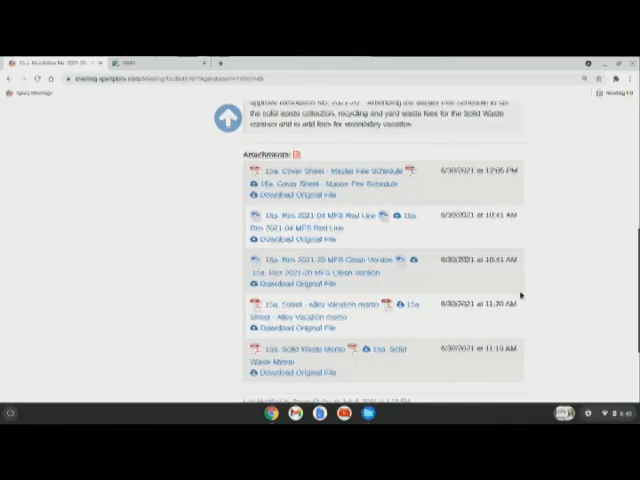 approve Resolution No. 2021-20 - Amending the Master Fee Schedule to set
the solid waste collection, recycling and yard waste fees for the Solid Waste
contract and to add fees for street/alley vacation
Attachments:
15a. Cover Sheet - Master Fee Schedule
15a. Cover Sheet - Master Fee Schedule
Download Original File
6/30/2021 at 12:05 PM
15a. Res 2021-04 MFS Red Line 15a.
Res 2021-04 MFS Red Line
Download Original File
6/30/2021 at 10:41 AM
15a. Res 2021-20 MFS Clean Version
15a. Res 2021-20 MFS Clean Version
Download Original File
6/30/2021 at 10:41 AM
15a. Street - Alley Vacation memo 15a.
Street - Alley Vacation memo
Download Original File
6/30/2021 at 11:20 AM
15a. Solid Waste Memo 15a. Solid
Waste Memo
Download Original File
6/30/2021 at 11:19 AM